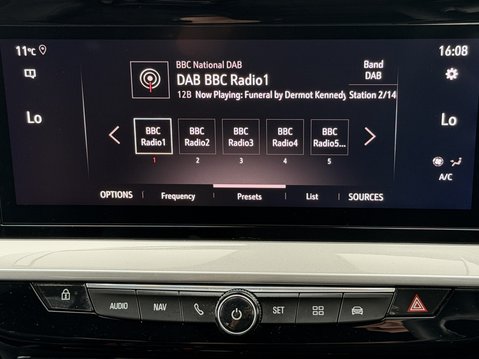 11°C
16:08
BBC National DAB
Band
DAB BBC Radio1
DAB
12B Now Playing: Funeral by Dermot Kennedy Station 2/14
Lo
Lo
BBC Radio1
BBC Radio2
BBC Radio3
BBC Radio4
BBC Radio5...
1
2
3
4
5
A/C
OPTIONS
Frequency
Presets
List
SOURCES
AUDIO
NAV
SET